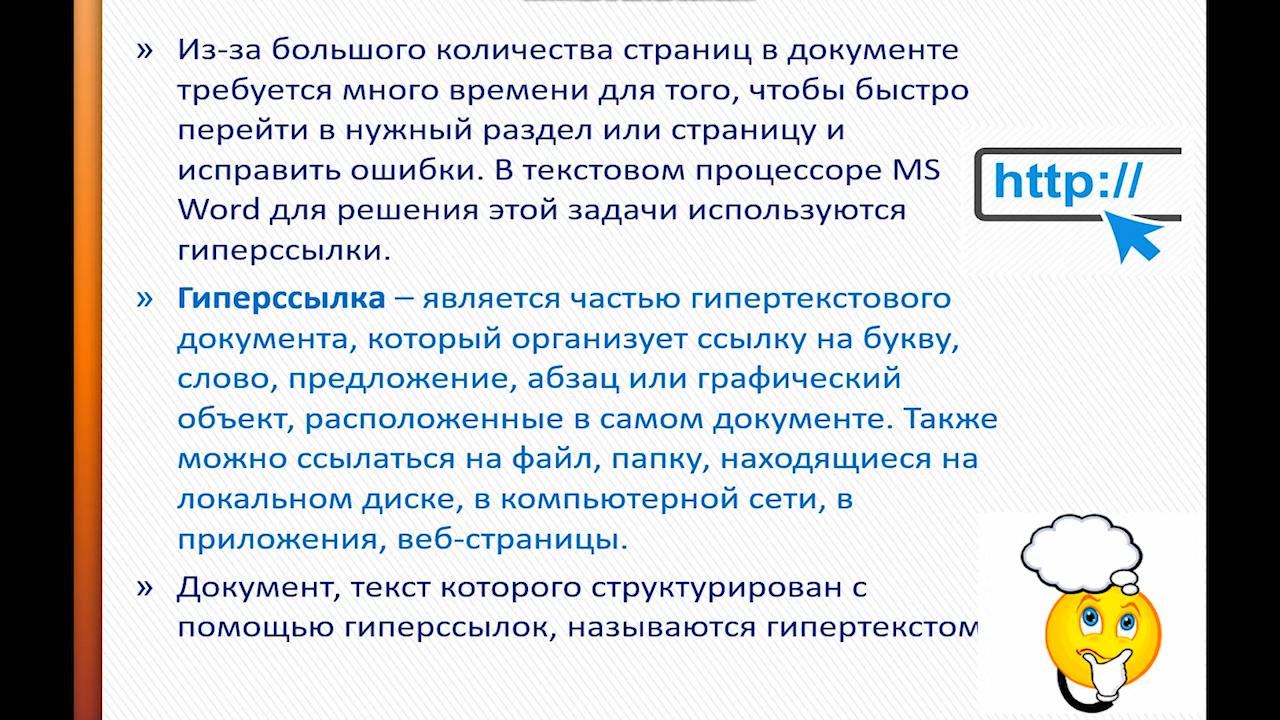 » Из-за большого количества страниц в документе
требуется много времени для того, чтобы быстро
перейти в нужный раздел или страницу и
исправить ошибки. В текстовом процессоре MS
Word для решения этой задачи используются
гиперссылки.
http://
» Гиперссылка – является частью гипертекстового
документа, который организует ссылку на букву,
слово, предложение, абзац или графический
объект, расположенные в самом документе. Также
можно ссылаться на файл, папку, находящиеся на
локальном диске, в компьютерной сети, в
приложения, веб-страницы.
» Документ, текст которого структурирован с
помощью гиперссылок, называются гипертекстом